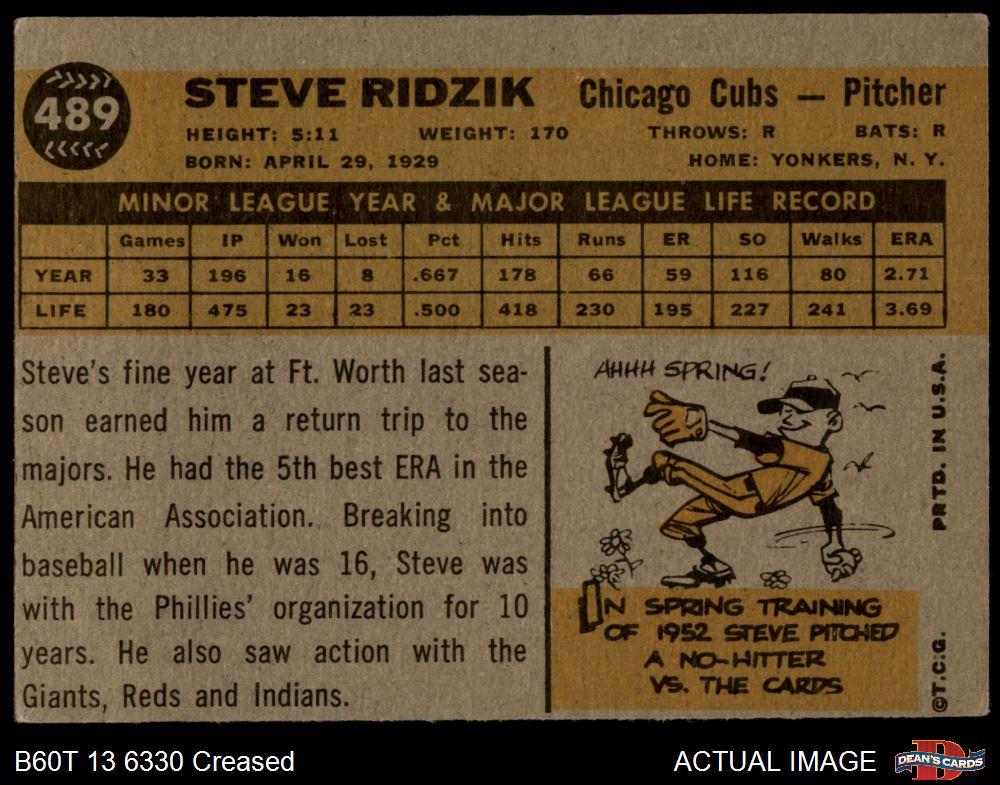 489
STEVE RIDZIK Chicago Cubs — Pitcher
HEIGHT: 5:11 WEIGHT: 170 THROWS: R BATS: R
BORN: APRIL 29, 1929 HOME: YONKERS, N. Y.
MINOR LEAGUE YEAR & MAJOR LEAGUE LIFE RECORD
Games IP Won Lost Pct Hits Runs ER SO Walks ERA
YEAR 33 196 16 8 .667 178 66 59 116 80 2.71
LIFE 180 475 23 23 .500 418 230 195 227 241 3.69
Steve's fine year at Ft. Worth last sea-
son earned him a return trip to the
majors. He had the 5th best ERA in the
American Association. Breaking into
baseball when he was 16, Steve was
with the Phillies' organization for 10
years. He also saw action with the
Giants, Reds and Indians.
AHHH SPRING!
IN SPRING TRAINING
OF 1952 STEVE PITCHED
A NO-HITTER
VS. THE CARDS
PRTD. IN U.S.A.
©T.C.G.
B60T 13 6330 Creased
ACTUAL IMAGE
DEAN'S CARDS